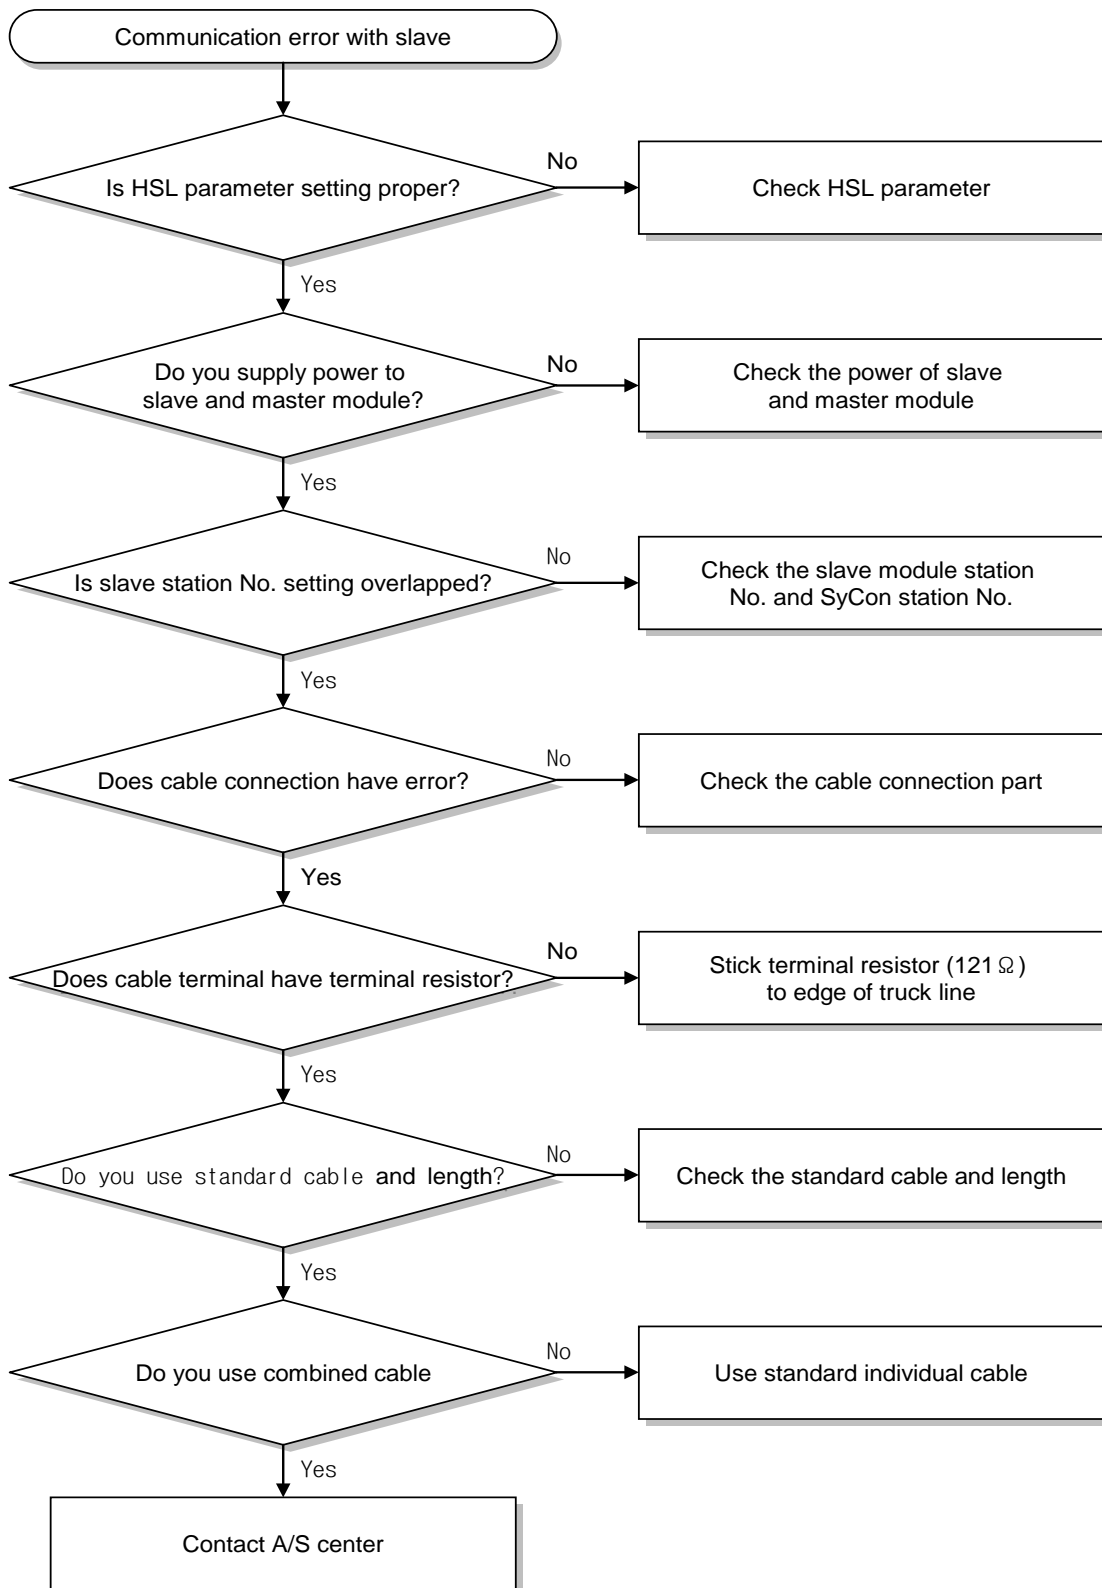 Communication error with slave
No
Is HSL parameter setting proper?
Check HSL parameter
Yes
Do you supply power to
slave and master module?
No
Check the power of slave
and master module
Yes
Is slave station No. setting overlapped?
No
Check the slave module station
No. and SyCon station No.
Yes
Does cable connection have error?
No
Check the cable connection part
Yes
Does cable terminal have terminal resistor?
No
Stick terminal resistor (121Ω)
to edge of truck line
Yes
Do you use standard cable and length?
No
Check the standard cable and length
Yes
Do you use combined cable
No
Use standard individual cable
Yes
Contact A/S center